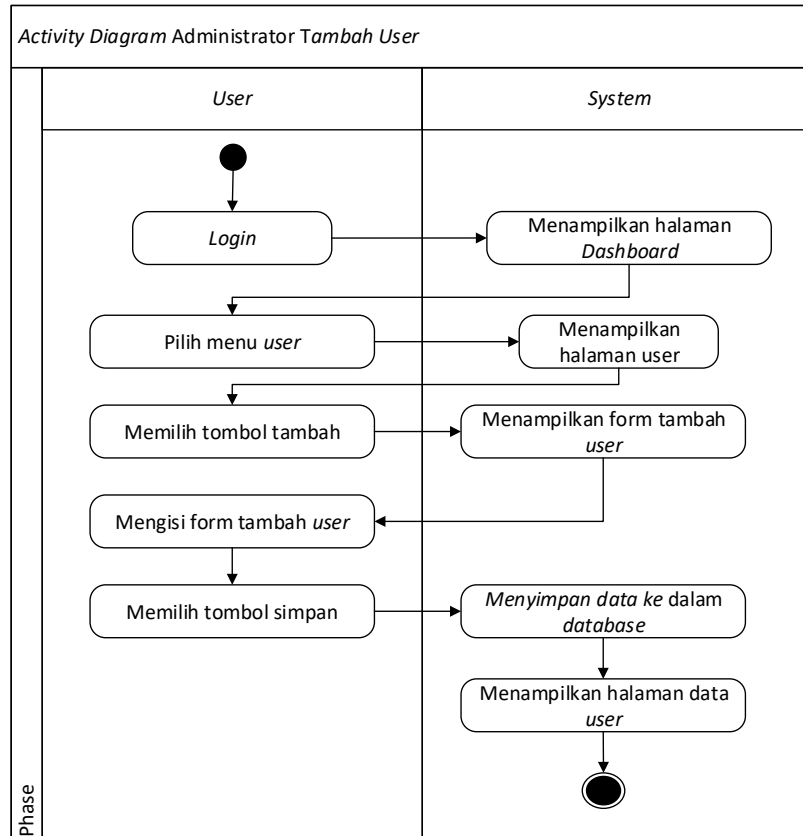 Activity Diagram Administrator Tambah User
User
System
Login
Menampilkan halaman
Dashboard
Pilih menu user
Menampilkan
halaman user
Memilih tombol tambah
Menampilkan form tambah
user
Mengisi form tambah user
Memilih tombol simpan
Menyimpan data ke dalam
database
Menampilkan halaman data
user
Phase